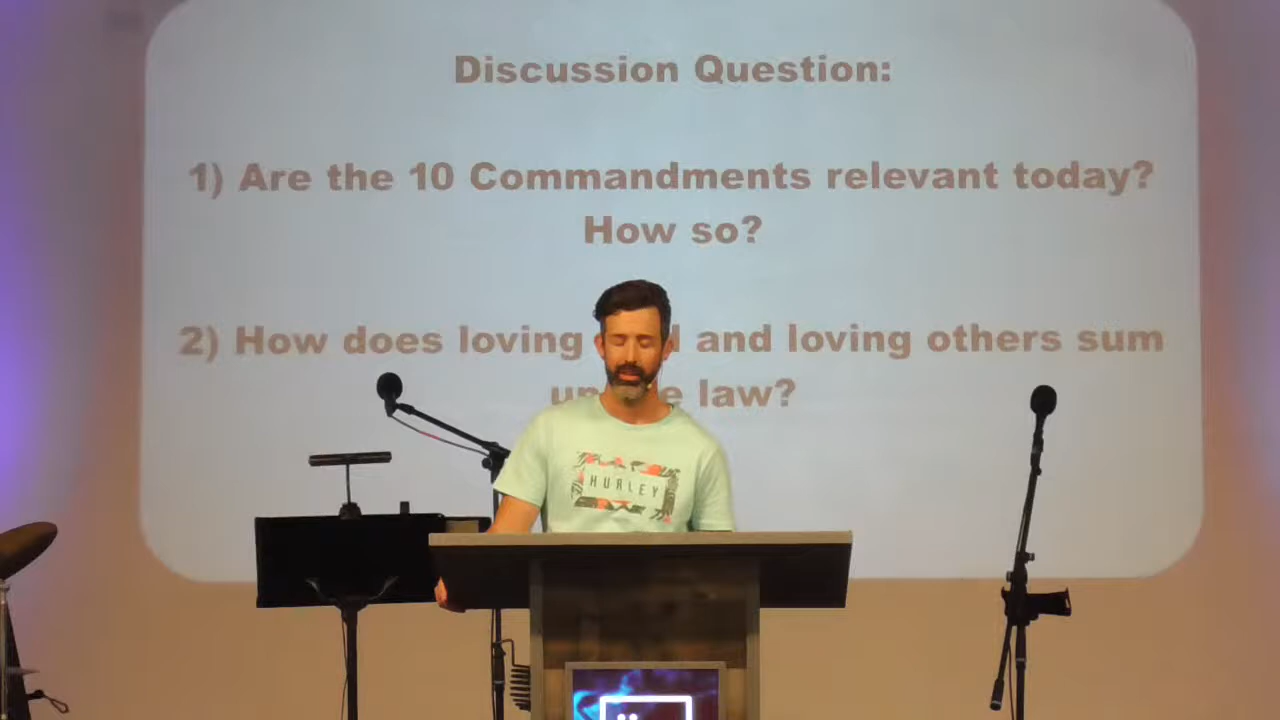 Discussion Question:
1) Are the 10 Commandments relevant today?
How so?
2) How does loving and loving others sum
law?
HURLEY